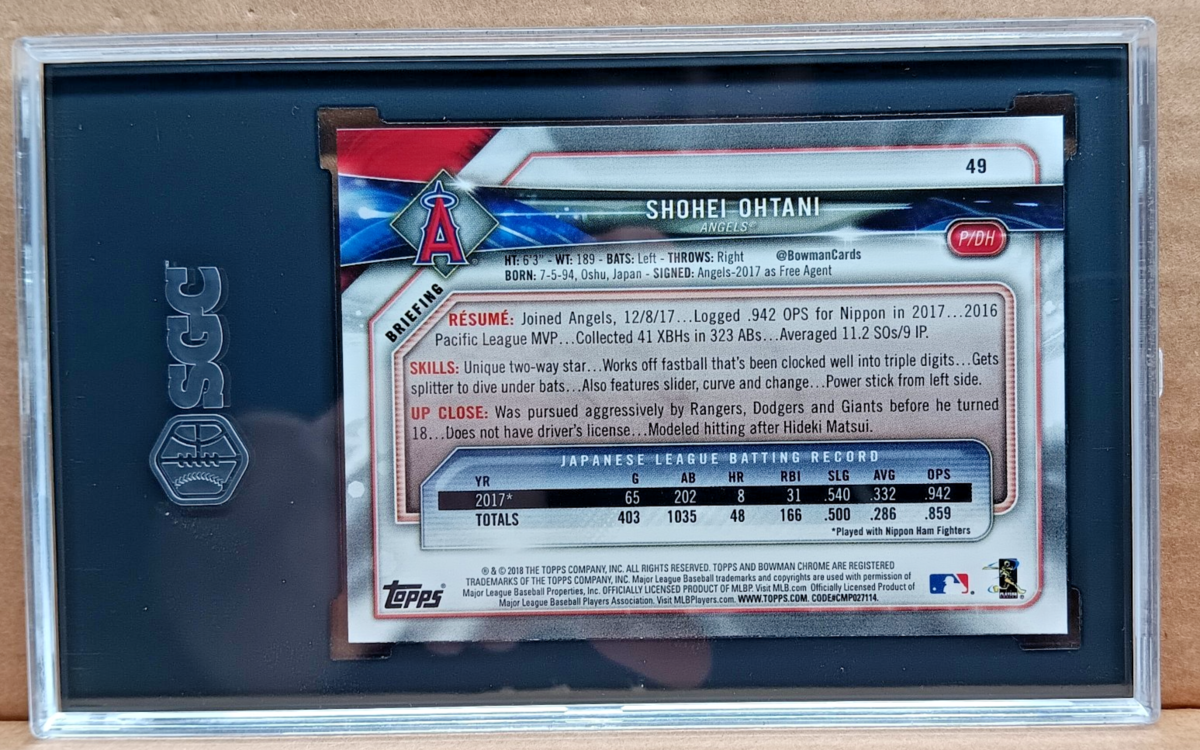 SGC
49
SHOHEI OHTANI
ANGELS®
P/DH
HT: 6'3" - WT: 189 - BATS: Left - THROWS: Right @BowmanCards
BORN: 7-5-94, Oshu, Japan - SIGNED: Angels-2017 as Free Agent
BRIEFING
RÉSUMÉ: Joined Angels, 12/8/17...Logged .942 OPS for Nippon in 2017...2016
Pacific League MVP...Collected 41 XBHs in 323 ABs...Averaged 11.2 SOs/9 IP.
SKILLS: Unique two-way star...Works off fastball that's been clocked well into triple digits...Gets
splitter to dive under bats...Also features slider, curve and change...Power stick from left side.
UP CLOSE: Was pursued aggressively by Rangers, Dodgers and Giants before he turned
18...Does not have driver's license...Modeled hitting after Hideki Matsui.
JAPANESE LEAGUE BATTING RECORD
YR G AB HR RBI SLG AVG OPS
2017* 65 202 8 31 .540 .332 .942
TOTALS 403 1035 48 166 .500 .286 .859
*Played with Nippon Ham Fighters
® & © 2018 THE TOPPS COMPANY, INC. ALL RIGHTS RESERVED. TOPPS AND BOWMAN CHROME ARE REGISTERED
TRADEMARKS OF THE TOPPS COMPANY, INC. Major League Baseball trademarks and copyrights are used with permission of
Major League Baseball Properties, Inc. OFFICIALLY LICENSED PRODUCT OF MLBP. Visit MLB.com Officially Licensed Product of
Major League Baseball Players Association. Visit MLBPlayers.com. WWW.TOPPS.COM. CODE#CMP027114.
Topps